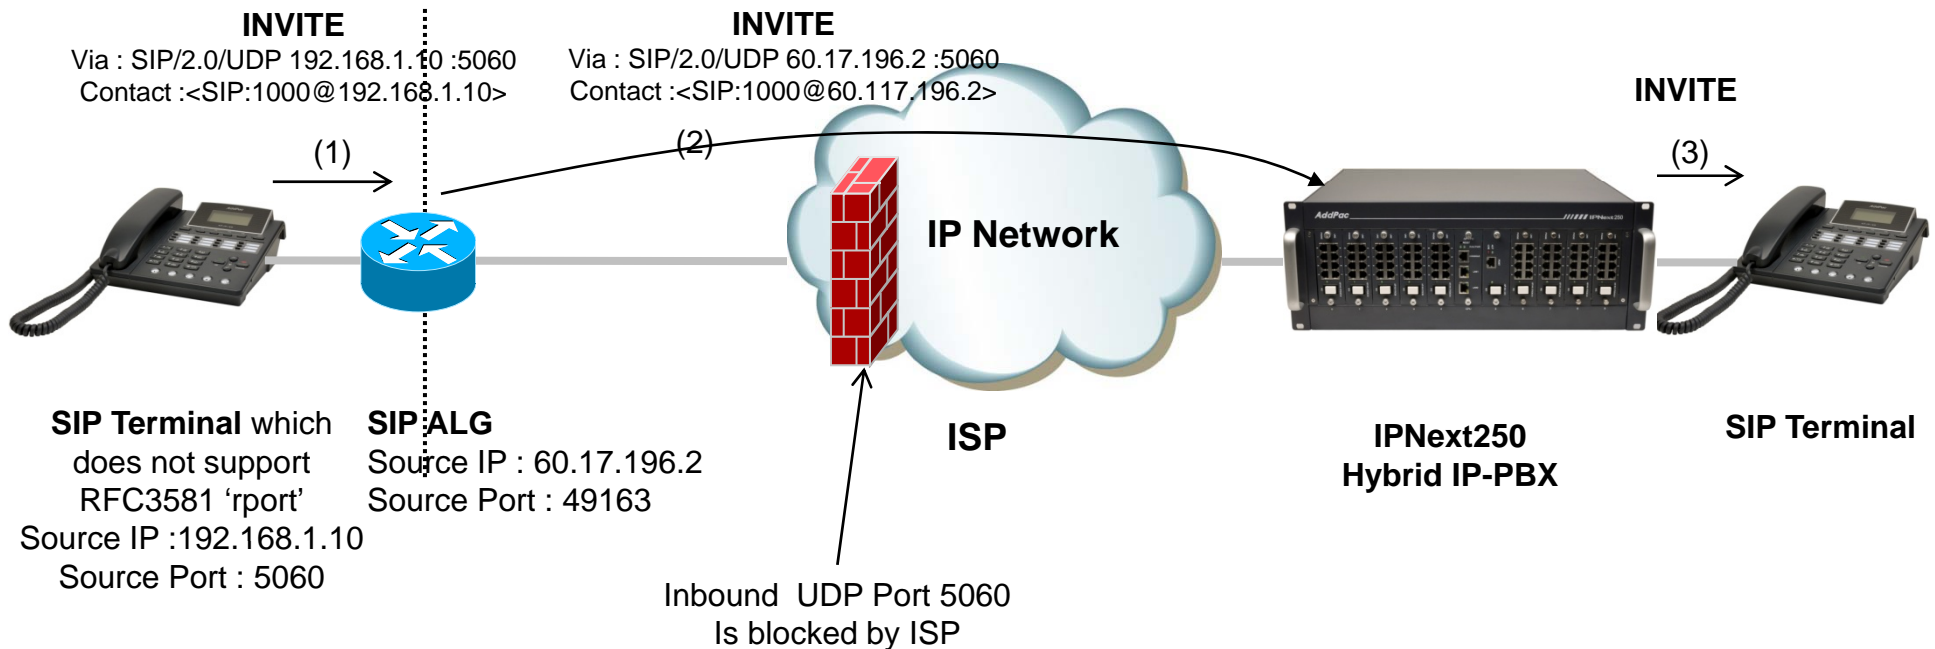 INVITE
Via : SIP/2.0/UDP 192.168.1.10 :5060
Contact :<SIP:1000@192.168.1.10>
INVITE
Via : SIP/2.0/UDP 60.17.196.2 :5060
Contact :<SIP:1000@60.117.196.2>
INVITE
(1)
(2)
(3)
IP Network
AddPac
IPNext250
SIP Terminal which
does not support
RFC3581 ‘rport’
Source IP :192.168.1.10
Source Port : 5060
SIP ALG
Source IP : 60.17.196.2
Source Port : 49163
ISP
IPNext250
Hybrid IP-PBX
SIP Terminal
Inbound UDP Port 5060
Is blocked by ISP